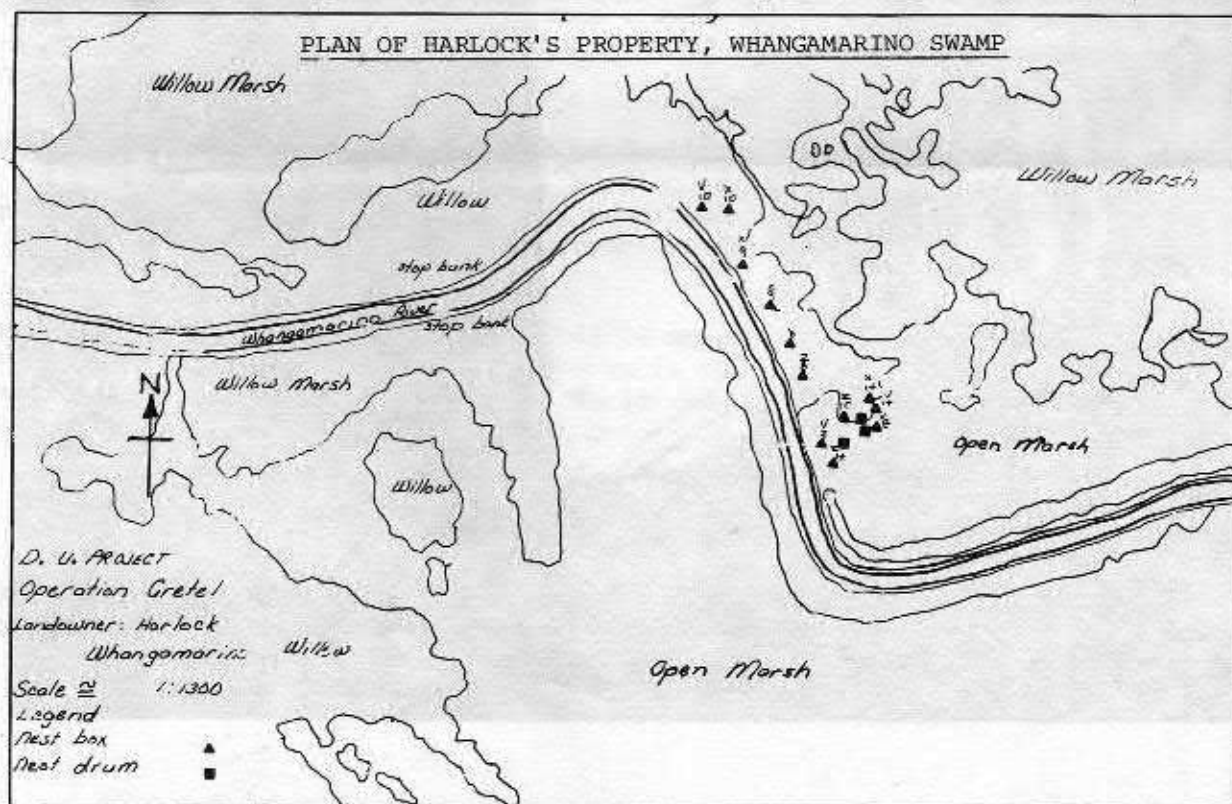 PLAN OF HARLOCK'S PROPERTY, WHANGAMARINO SWAMP
Willow Marsh
Willow Marsh
Willow
stop bank
Whangamarino River
stop bank
Willow Marsh
N
Open Marsh
Willow
D. U. PROJECT
Operation Gretel
Landowner: Harlock
Whangamarino
Willow
Open Marsh
Scale ≅ 1:1300
Legend
Nest box
Nest drum